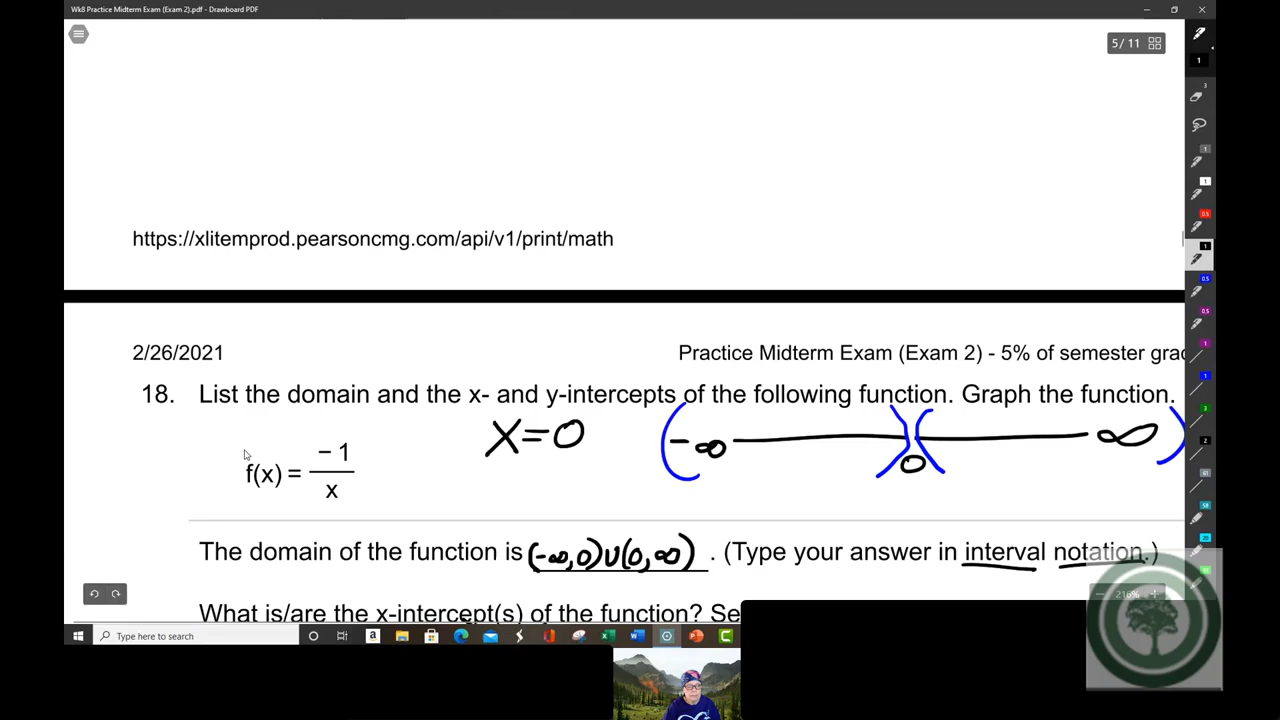 Wk8 Practice Midterm Exam (Exam 2).pdf - Drawboard PDF
5 / 11
https://xlitemprod.pearsoncmg.com/api/v1/print/math
2/26/2021
Practice Midterm Exam (Exam 2) - 5% of semester
18. List the domain and the x- and y-intercepts of the following function. Graph the function.
X=0
(-∞ )( ∞)
0
f(x) = −1/x
The domain of the function is (-∞,0)U(0,∞) . (Type your answer in interval notation.)
216%
What is/are the x-intercept(s) of the function?
Type here to search